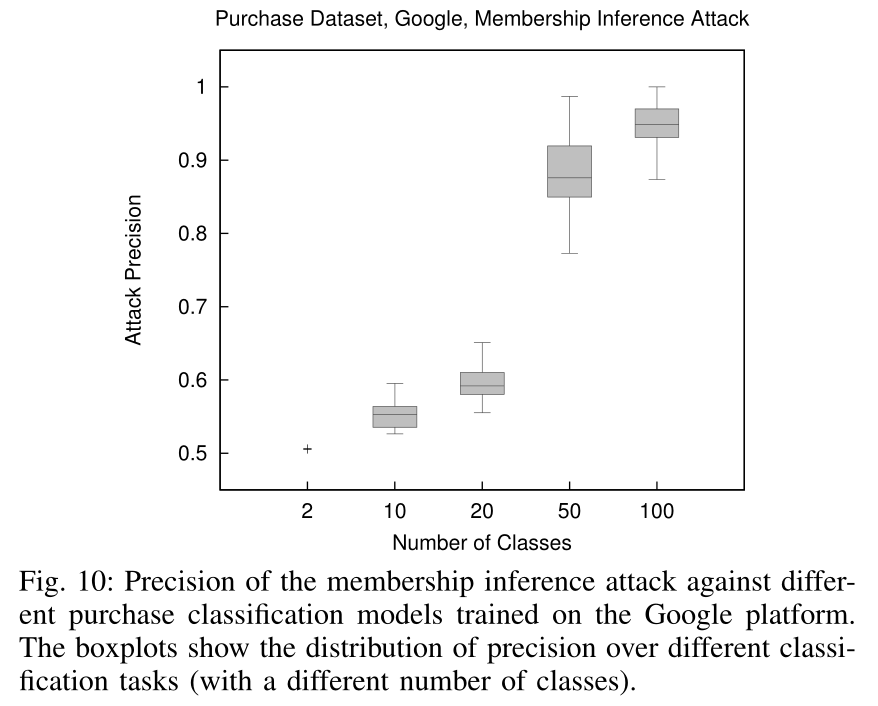 Purchase Dataset, Google, Membership Inference Attack
1
0.9
0.8
0.7
0.6
0.5
Attack Precision
2 10 20 50 100
Number of Classes
Fig. 10: Precision of the membership inference attack against differ-
ent purchase classification models trained on the Google platform.
The boxplots show the distribution of precision over different classi-
fication tasks (with a different number of classes).